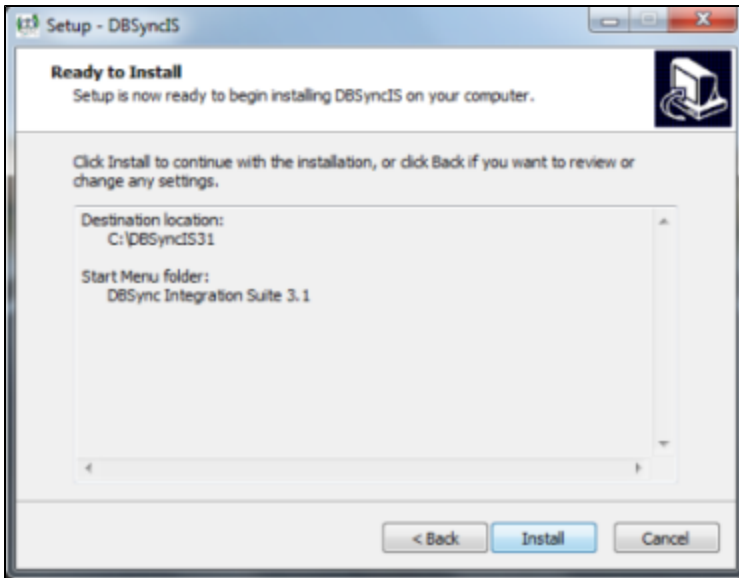 Setup - DBSyncIS
Ready to Install
Setup is now ready to begin installing DBSyncIS on your computer.
Click Install to continue with the installation, or click Back if you want to review or
change any settings.
Destination location:
C:\DBSyncIS31
Start Menu folder:
DBSync Integration Suite 3.1
< Back
Install
Cancel